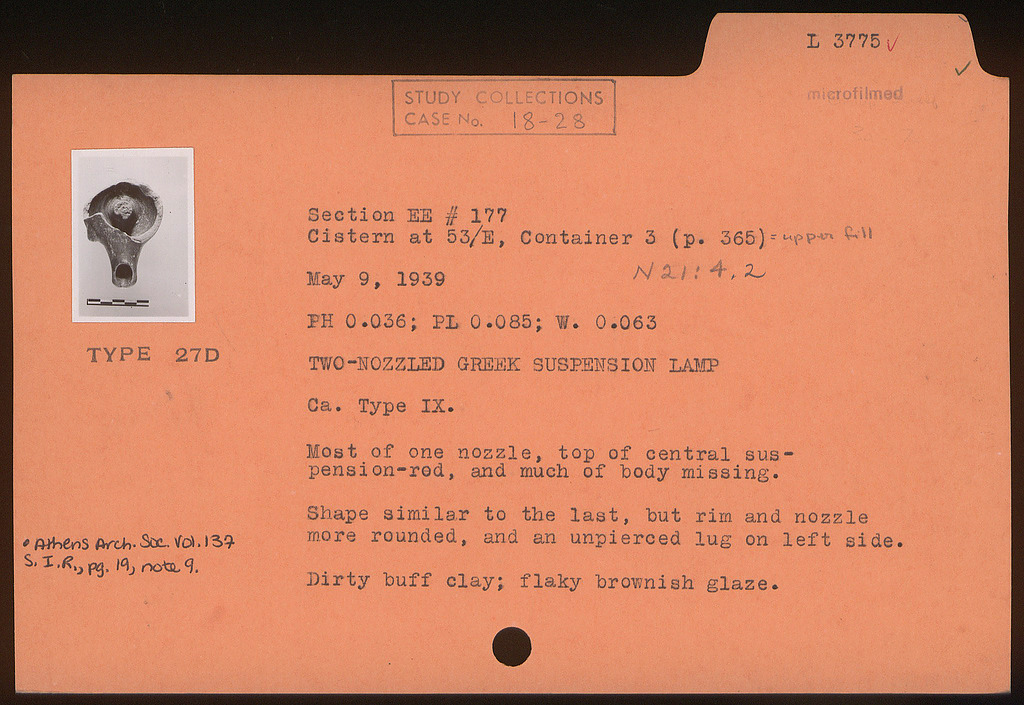 L 3775 ✓
✓
microfilmed
STUDY COLLECTIONS
CASE No. 18-28
Section EE # 177
Cistern at 53/E, Container 3 (p. 365) = upper fill
N 21: 4.2
May 9, 1939
PH 0.036; PL 0.085; W. 0.063
TYPE 27D
TWO-NOZZLED GREEK SUSPENSION LAMP
Ca. Type IX.
Most of one nozzle, top of central sus-
pension-rod, and much of body missing.
Shape similar to the last, but rim and nozzle
more rounded, and an unpierced lug on left side.
• Athens Arch. Soc. Vol. 137
S. I. R., pg. 19, note 9.
Dirty buff clay; flaky brownish glaze.